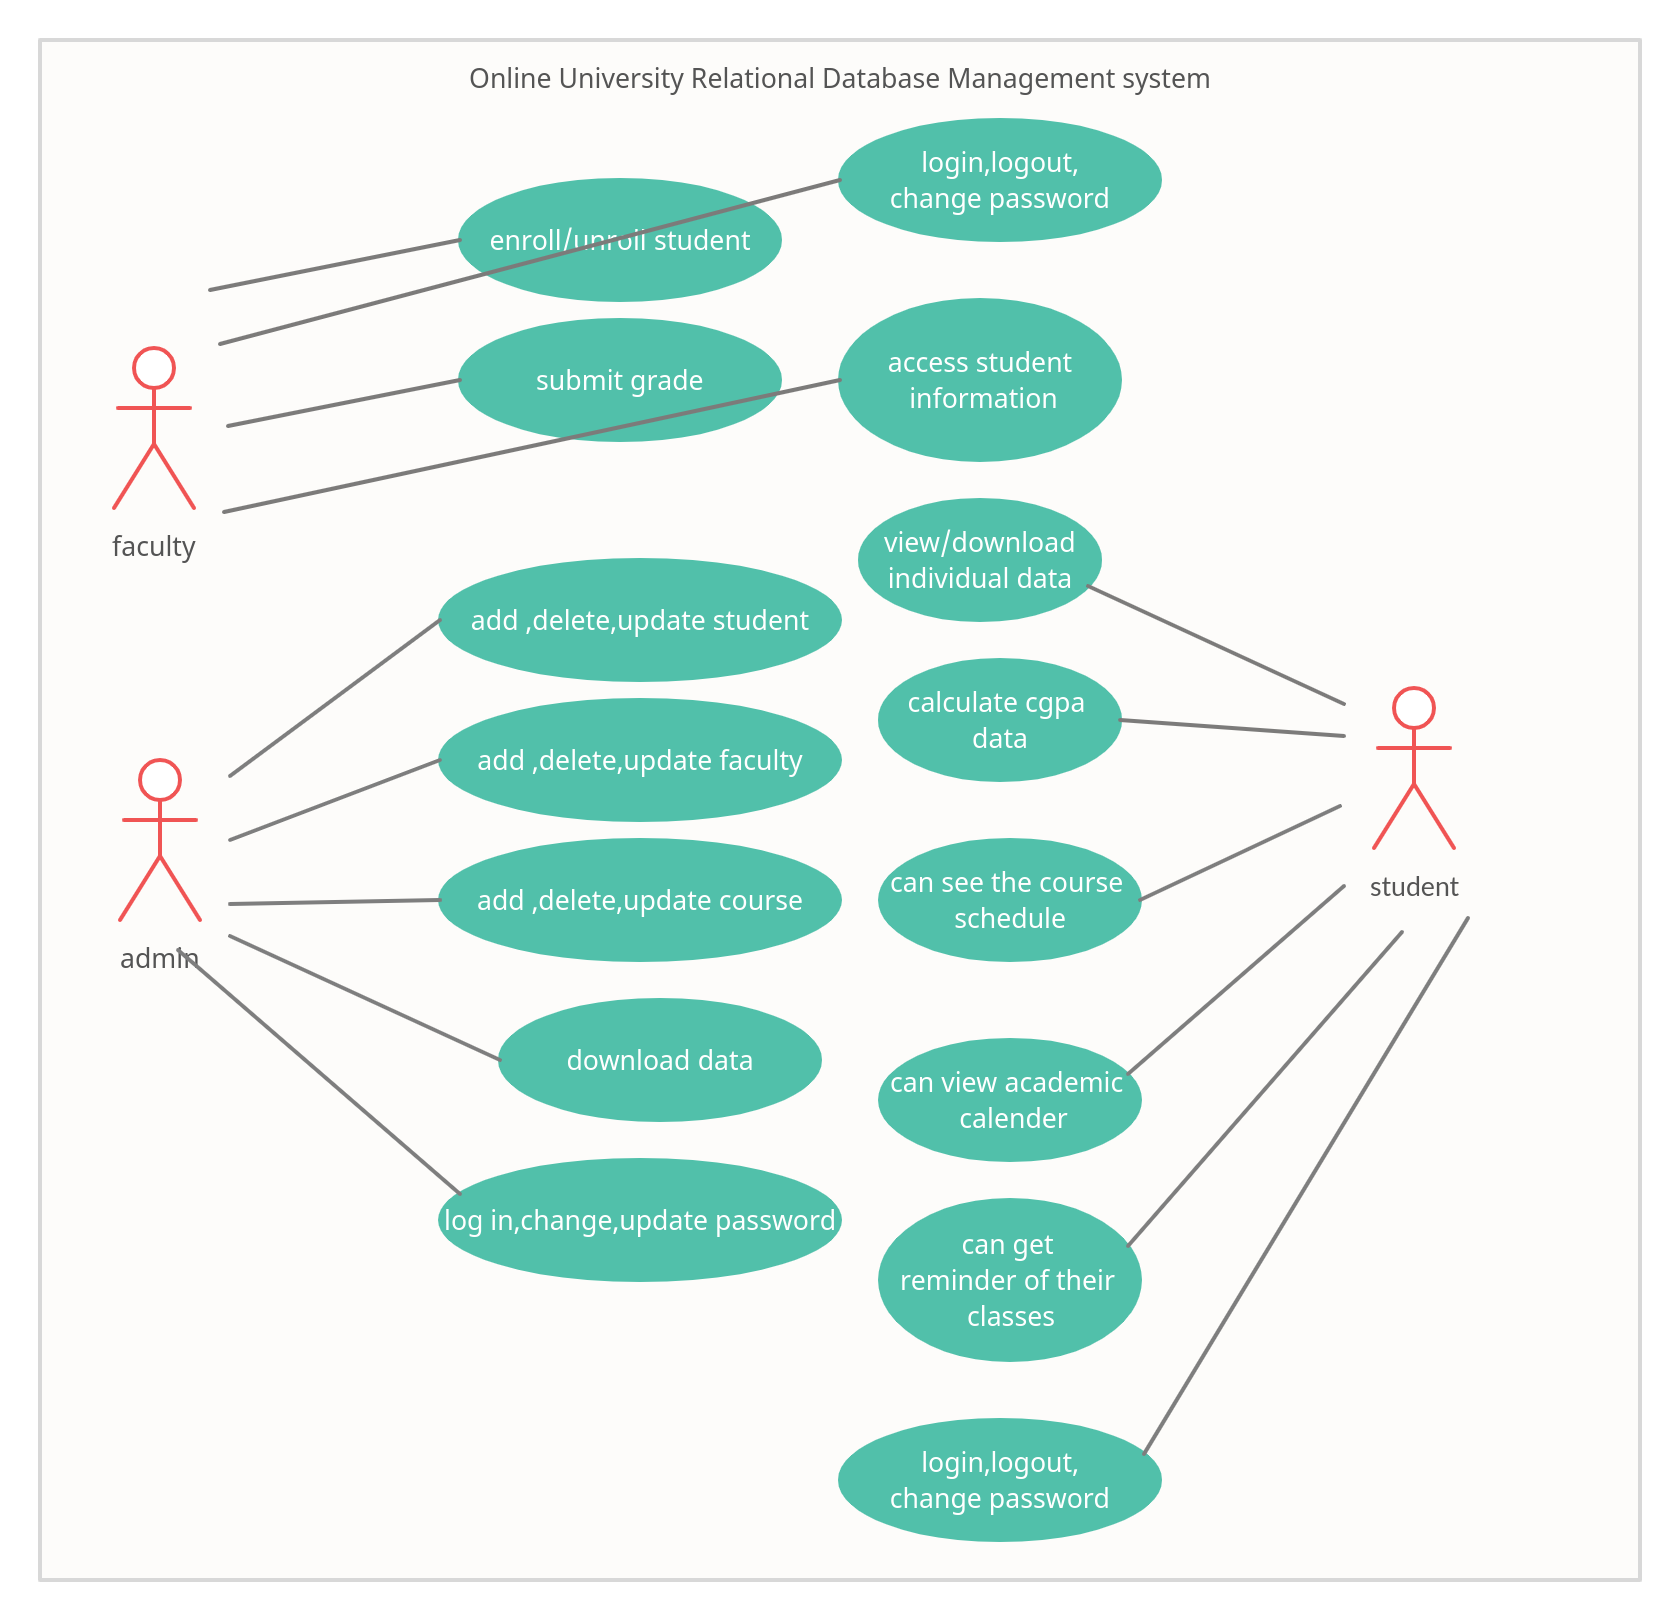 Online University Relational Database Management system
login,logout,
change password
enroll/unroll student
access student
information
submit grade
faculty
view/download
individual data
add ,delete,update student
calculate cgpa
data
add ,delete,update faculty
can see the course
schedule
student
add ,delete,update course
admin
download data
can view academic
calender
log in,change,update password
can get
reminder of their
classes
login,logout,
change password